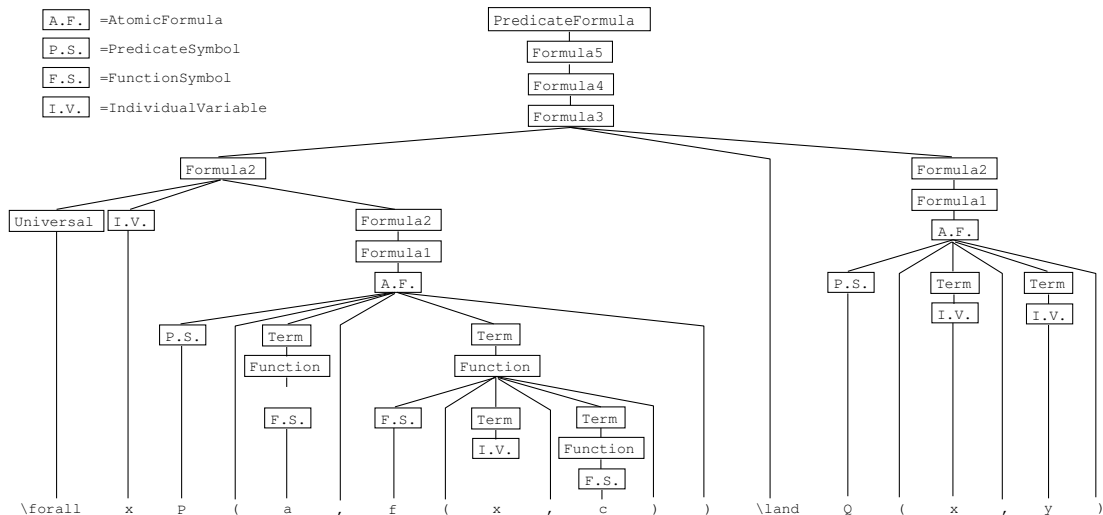 A.F. =AtomicFormula
P.S. =PredicateSymbol
F.S. =FunctionSymbol
I.V. =IndividualVariable
PredicateFormula
Formula5
Formula4
Formula3
Formula2 Formula2
Formula1
Universal I.V. Formula2 A.F.
Formula1
A.F. P.S. Term Term
I.V. I.V.
P.S. Term Term
Function Function
F.S. F.S. Term Term
I.V. Function
F.S.
\forall x P ( a , f ( x , c ) ) \land Q ( x , y )